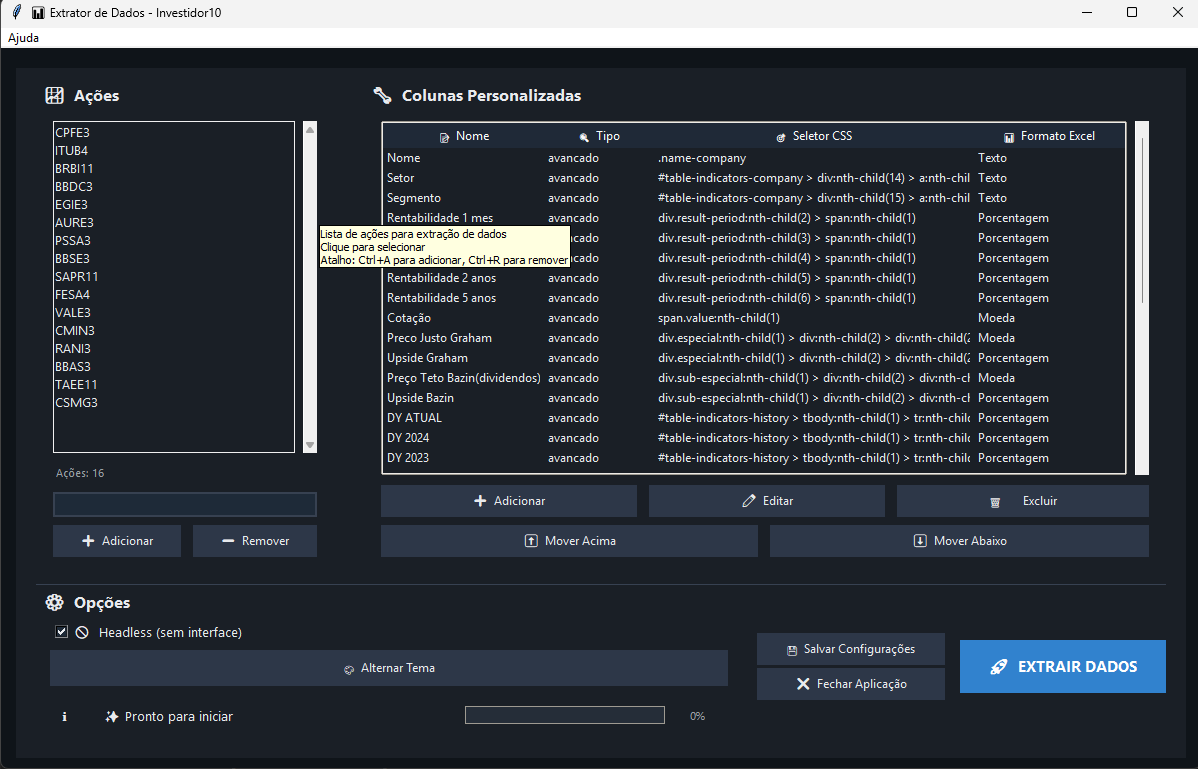 Extrator de Dados - Investidor10
Ajuda
Ações
CPFE3
ITUB4
BRBI11
BBDC3
EGIE3
AURE3
PSSA3
BBSE3
SAPR11
FESA4
VALE3
CMIN3
RANI3
BBAS3
TAEE11
CSMG3
Ações: 16
Adicionar
Remover
Lista de ações para extração de dados
Clique para selecionar
Atalho: Ctrl+A para adicionar, Ctrl+R para remover
Colunas Personalizadas
Nome Tipo Seletor CSS Formato Excel
Nome avancado .name-company Texto
Setor avancado #table-indicators-company > div:nth-child(14) > a:nth-chil Texto
Segmento avancado #table-indicators-company > div:nth-child(15) > a:nth-chil Texto
Rentabilidade 1 mes avancado div.result-period:nth-child(2) > span:nth-child(1) Porcentagem
div.result-period:nth-child(3) > span:nth-child(1) Porcentagem
div.result-period:nth-child(4) > span:nth-child(1) Porcentagem
Rentabilidade 2 anos avancado div.result-period:nth-child(5) > span:nth-child(1) Porcentagem
Rentabilidade 5 anos avancado div.result-period:nth-child(6) > span:nth-child(1) Porcentagem
Cotação avancado span.value:nth-child(1) Moeda
Preco Justo Graham avancado div.especial:nth-child(1) > div:nth-child(2) > div:nth-child(2 Moeda
Upside Graham avancado div.especial:nth-child(1) > div:nth-child(2) > div:nth-child(2 Porcentagem
Preço Teto Bazin(dividendos) avancado div.sub-especial:nth-child(1) > div:nth-child(2) > div:nth-c Moeda
Upside Bazin avancado div.sub-especial:nth-child(1) > div:nth-child(2) > div:nth-c Porcentagem
DY ATUAL avancado #table-indicators-history > tbody:nth-child(1) > tr:nth-chil Porcentagem
DY 2024 avancado #table-indicators-history > tbody:nth-child(1) > tr:nth-chil Porcentagem
DY 2023 avancado #table-indicators-history > tbody:nth-child(1) > tr:nth-chil Porcentagem
Adicionar
Editar
Excluir
Mover Acima
Mover Abaixo
Opções
Headless (sem interface)
Alternar Tema
Salvar Configurações
Fechar Aplicação
EXTRAIR DADOS
Pronto para iniciar
0%